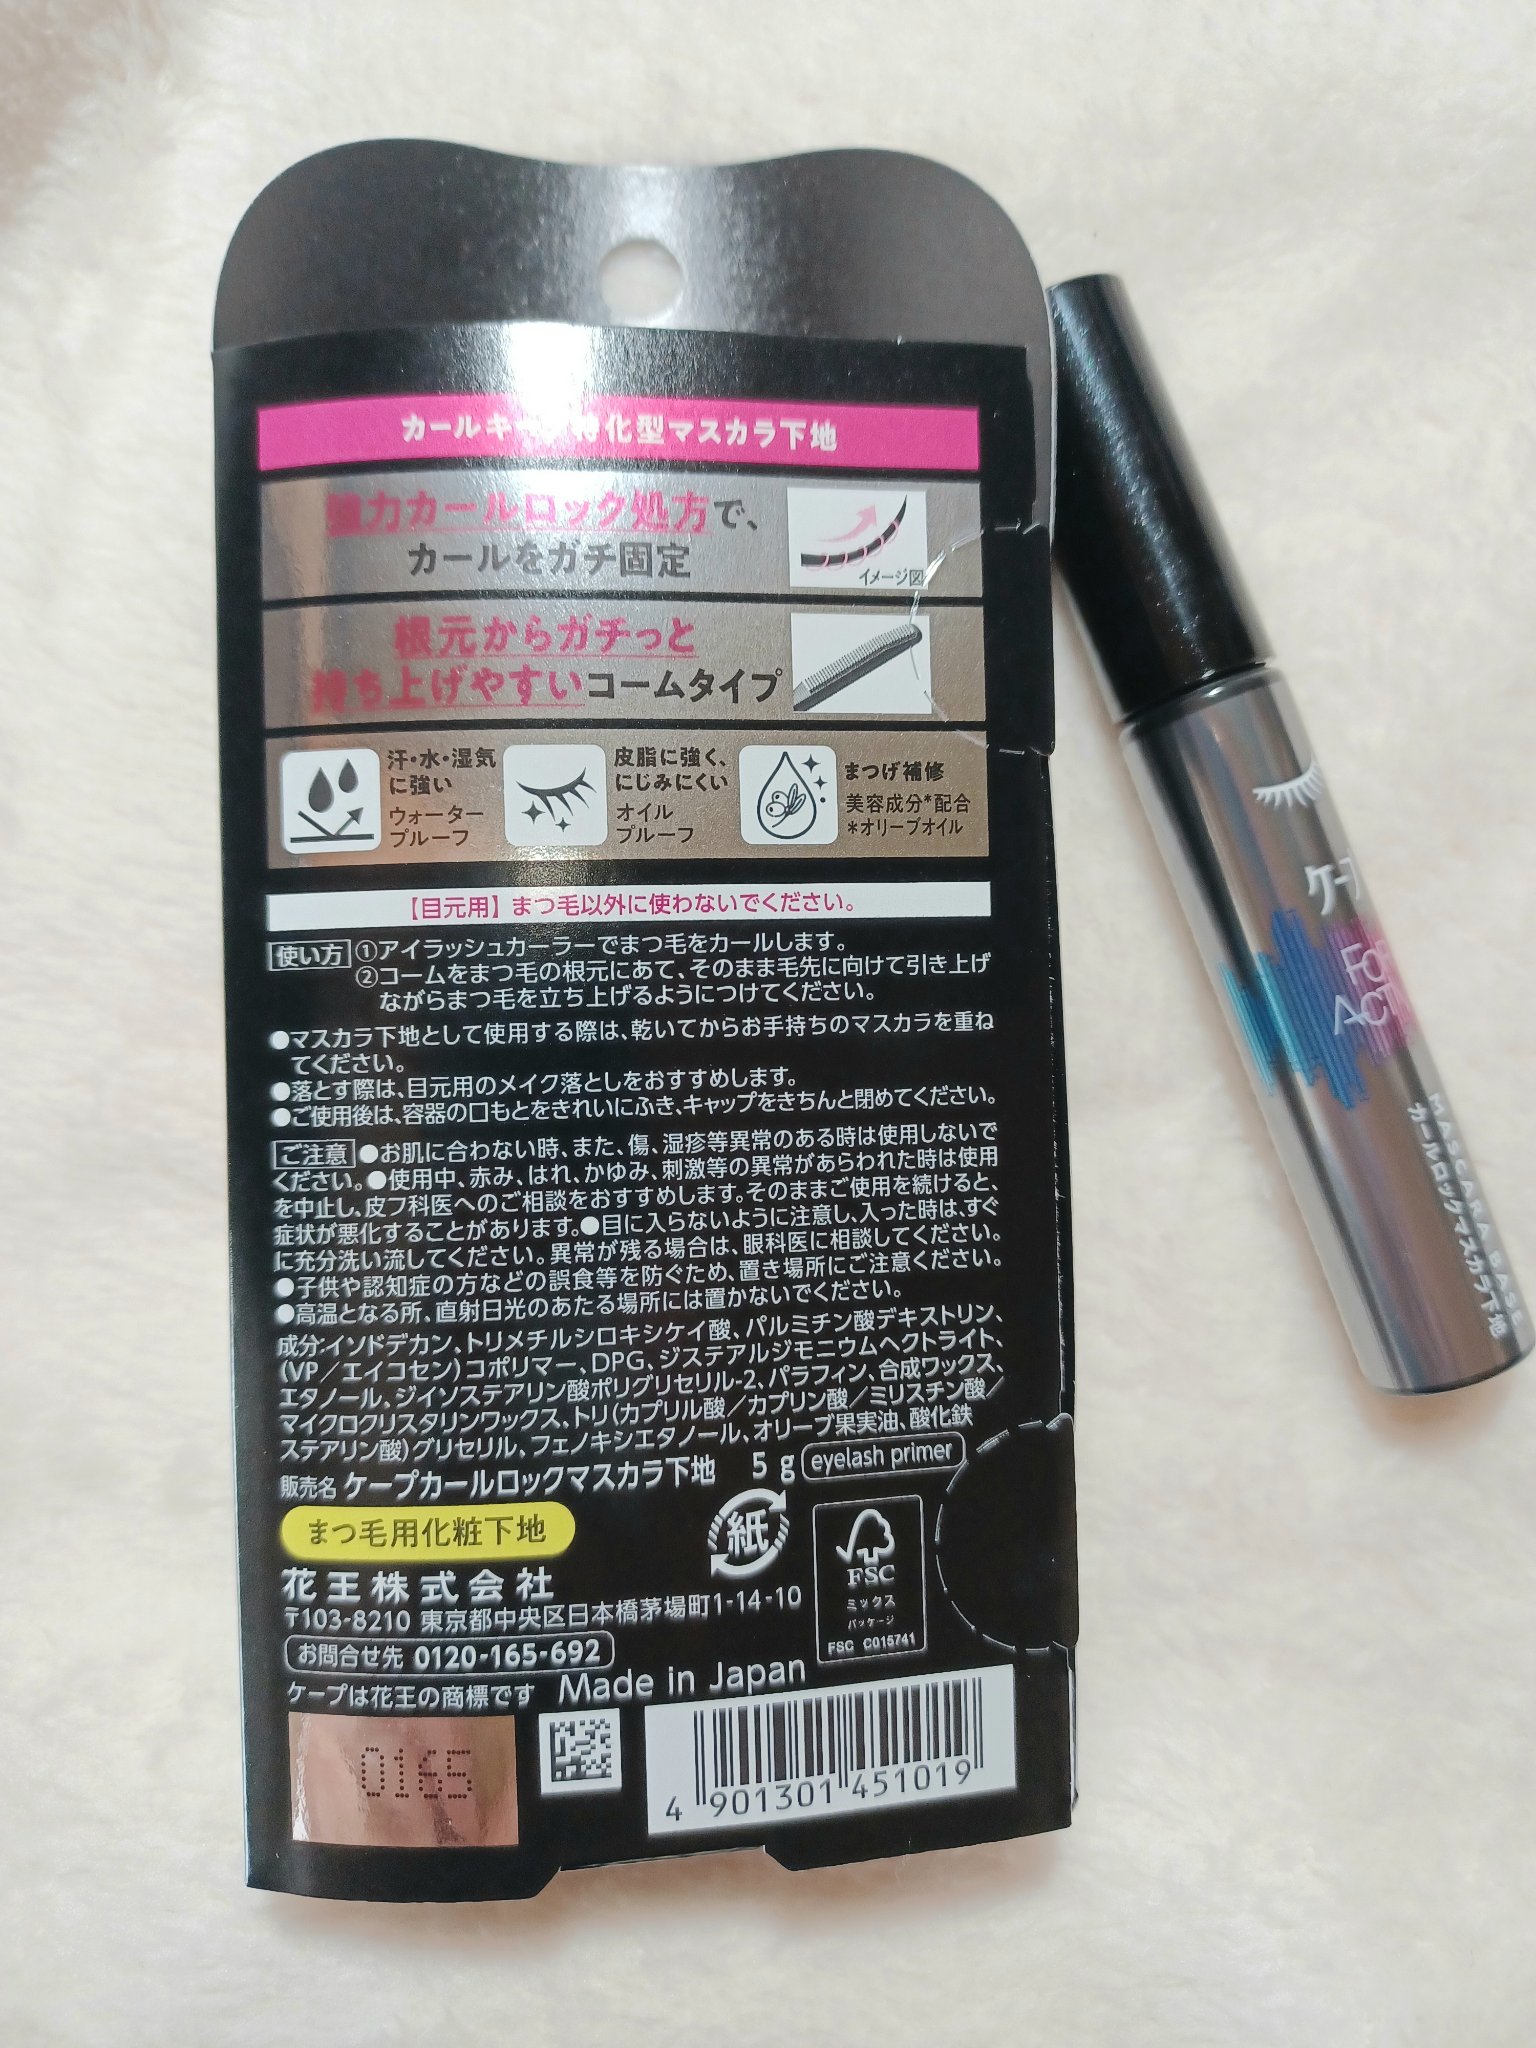 カールキープ特化型マスカラ下地
強力カールロック処方で、
カールをガチ固定
イメージ図
根元からガチっと
持ち上げやすいコームタイプ
汗・水・湿気
に強い
ウォーター
プルーフ
皮脂に強く、
にじみにくい
オイル
プルーフ
まつげ補修
美容成分*配合
*オリーブオイル
【目元用】まつ毛以外に使わないでください。
使い方 ①アイラッシュカーラーでまつ毛をカールします。
②コームをまつ毛の根元にあて、そのまま毛先に向けて引き上げ
ながらまつ毛を立ち上げるようにつけてください。
●マスカラ下地として使用する際は、乾いてからお手持ちのマスカラを重ね
てください。
●落とす際は、目元用のメイク落としをおすすめします。
●ご使用後は、容器の口もとをきれいにふき、キャップをきちんと閉めてください。
ご注意 ●お肌に合わない時、また、傷、湿疹等異常のある時は使用しないで
ください。●使用中、赤み、はれ、かゆみ、刺激等の異常があらわれた時は使用
を中止し、皮フ科医へのご相談をおすすめします。そのままご使用を続けると、
症状が悪化することがあります。●目に入らないように注意し、入った時は、すぐ
に充分洗い流してください。異常が残る場合は、眼科医に相談してください。
●子供や認知症の方などの誤食等を防ぐため、置き場所にご注意ください。
●高温となる所、直射日光のあたる場所には置かないでください。
成分:イソドデカン、トリメチルシロキシケイ酸、パルミチン酸デキストリン、
(VP/エイコセン)コポリマー、DPG、ジステアルジモニウムヘクトライト、
エタノール、ジイソステアリン酸ポリグリセリル-2、パラフィン、合成ワックス、
マイクロクリスタリンワックス、トリ(カプリル酸/カプリン酸/ミリスチン酸/
ステアリン酸)グリセリル、フェノキシエタノール、オリーブ果実油、酸化鉄
販売名 ケープカールロックマスカラ下地 5 g eyelash primer
まつ毛用化粧下地
紙
FSC
ミックス
パッケージ
FSC C015741
花王株式会社
〒103-8210 東京都中央区日本橋茅場町1-14-10
お問合せ先 0120-165-692
ケープは花王の商標です Made in Japan
0165
4 901301 451019
ケー
MASCARA BASE
カールロックマスカラ下地